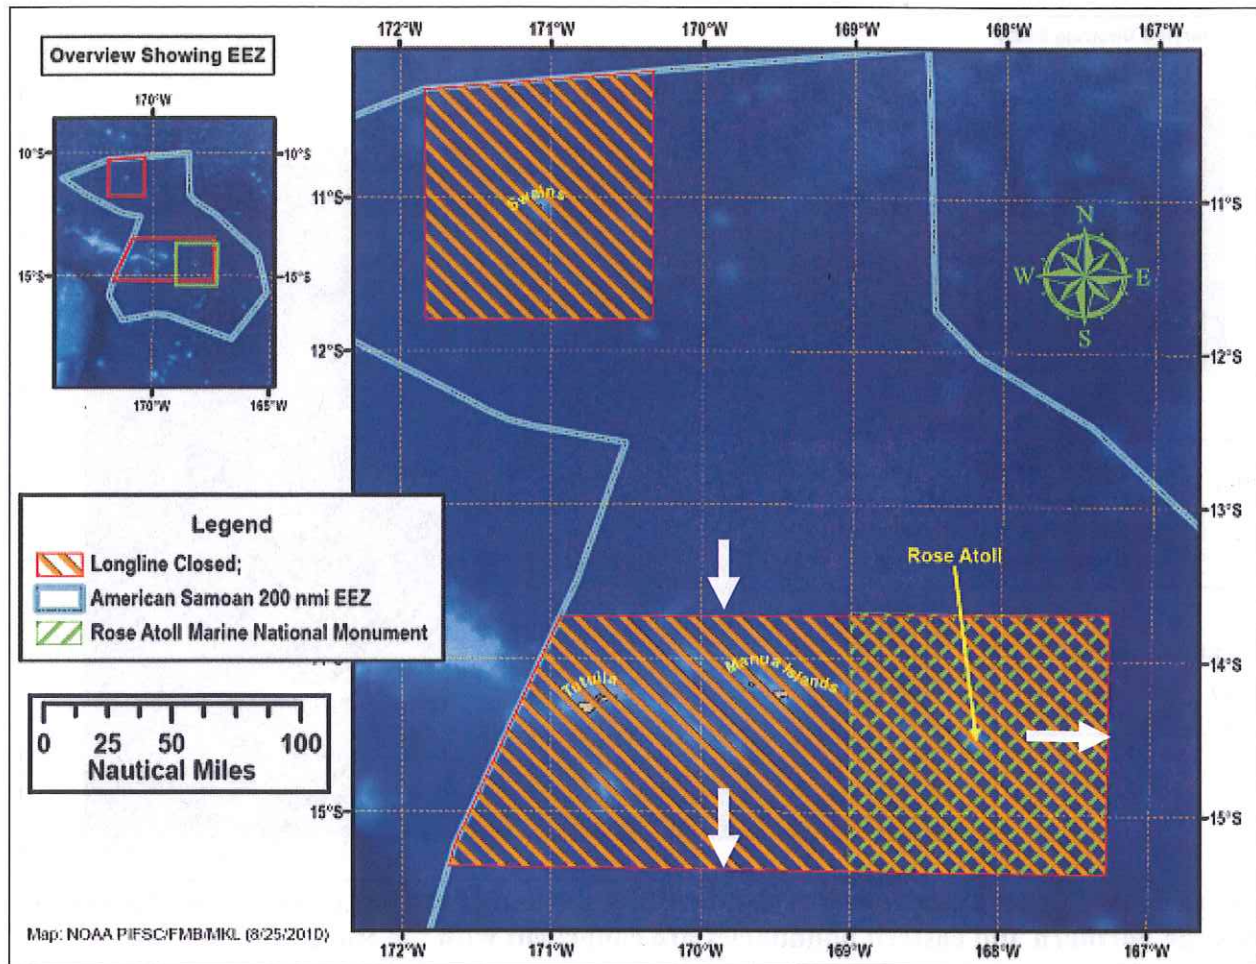 Overview Showing EEZ
170°W
10°S
10°S
15°S
15°S
170°W
165°W
172°W
171°W
170°W
169°W
168°W
167°W
Swains
11°S
11°S
N
W
E
S
12°S
12°S
13°S
13°S
Legend
Longline Closed;
American Samoan 200 nmi EEZ
Rose Atoll Marine National Monument
Rose Atoll
14°S
Tutuila
Manua Islands
0 25 50 100
Nautical Miles
15°S
15°S
172°W
171°W
170°W
169°W
168°W
167°W
Map: NOAA PIFSC/FMB/MKL (8/25/2010)